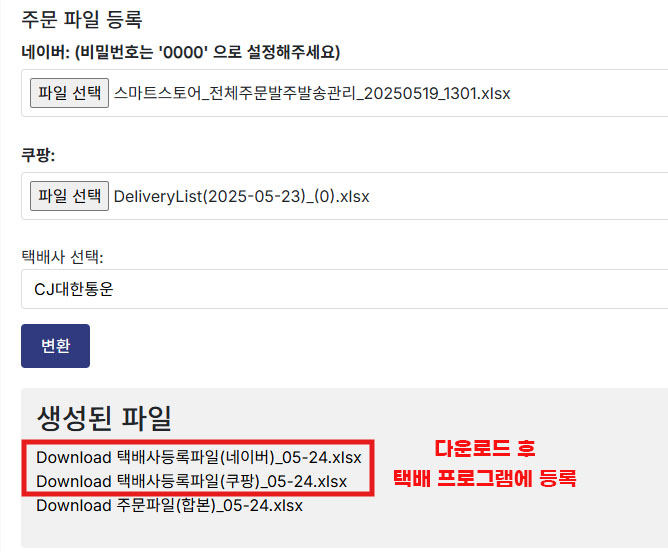 주문 파일 등록
네이버: (비밀번호는 '0000' 으로 설정해주세요)
파일 선택 스마트스토어_전체주문발주발송관리_20250519_1301.xlsx
쿠팡:
파일 선택 DeliveryList(2025-05-23)_(0).xlsx
택배사 선택:
CJ대한통운
변환
생성된 파일
Download 택배사등록파일(네이버)_05-24.xlsx
Download 택배사등록파일(쿠팡)_05-24.xlsx
Download 주문파일(합본)_05-24.xlsx
다운로드 후
택배 프로그램에 등록